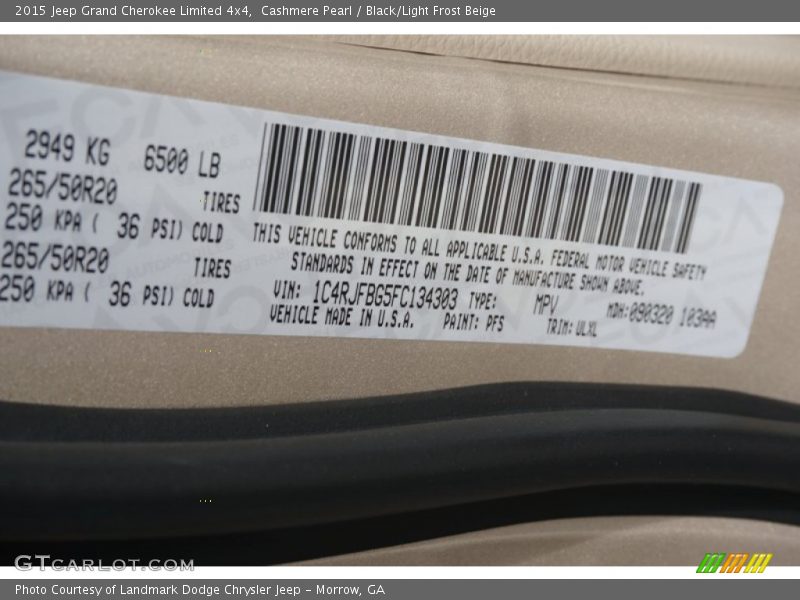 2015 Jeep Grand Cherokee Limited 4x4, Cashmere Pearl / Black/Light Frost Beige
2949 KG 6500 LB
265/50R20 TIRES
250 KPA ( 36 PSI) COLD
265/50R20 TIRES
250 KPA ( 36 PSI) COLD
THIS VEHICLE CONFORMS TO ALL APPLICABLE U.S.A. FEDERAL MOTOR VEHICLE SAFETY
STANDARDS IN EFFECT ON THE DATE OF MANUFACTURE SHOWN ABOVE.
VIN: 1C4RJFBG5FC134303 TYPE: MPV MDH:090320 103AA
VEHICLE MADE IN U.S.A. PAINT: PFS TRIM: ULXL
GTCARLOT.COM
Photo Courtesy of Landmark Dodge Chrysler Jeep – Morrow, GA